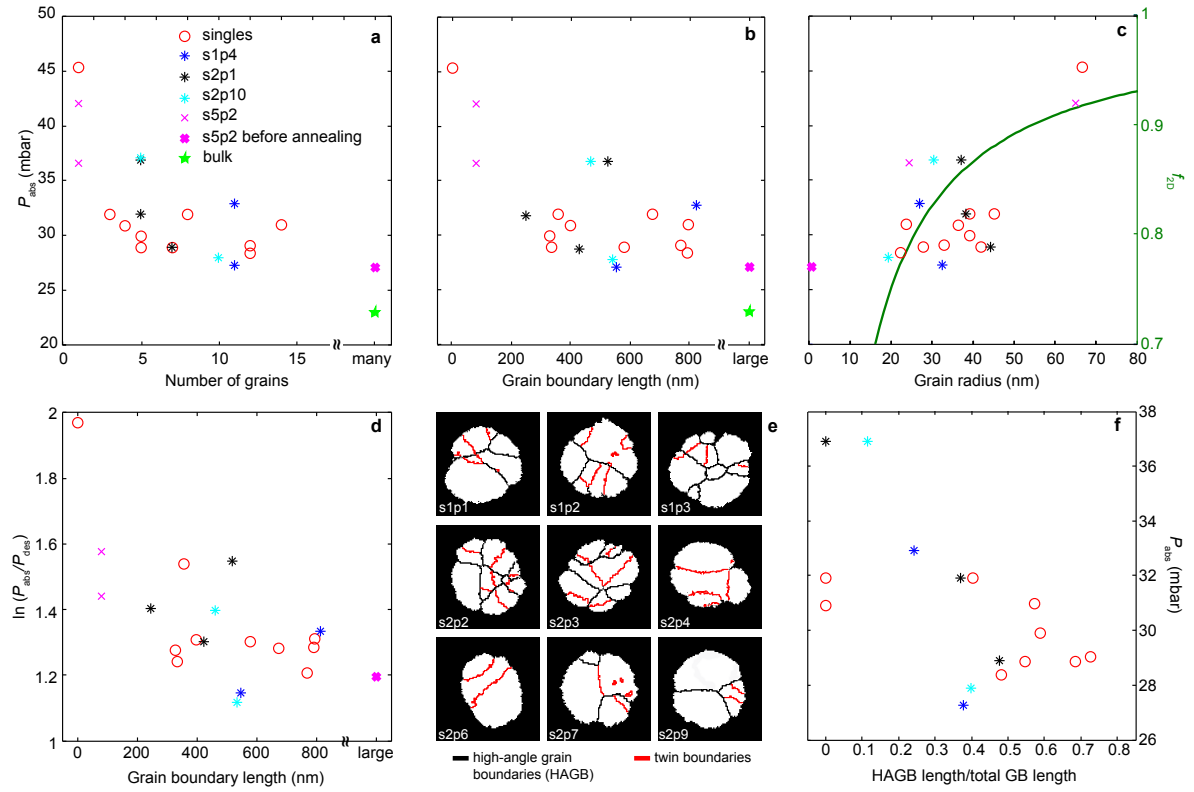 50
45
40
35
30
25
20
P_abs (mbar)
a
singles
s1p4
s2p1
s2p10
s5p2
s5p2 before annealing
bulk
0 5 10 15 ≈ many
Number of grains
b
0 200 400 600 800 ≈ large
Grain boundary length (nm)
c
1
0.9
0.8
0.7
f_2D
0 10 20 30 40 50 60 70 80
Grain radius (nm)
2
1.8
1.6
1.4
1.2
1
ln (P_abs/P_des)
d
0 200 400 600 800 ≈ large
Grain boundary length (nm)
e
s1p1 s1p2 s1p3
s2p2 s2p3 s2p4
s2p6 s2p7 s2p9
high-angle grain
boundaries (HAGB)
twin boundaries
f
38
36
34
32
30
28
26
P_abs (mbar)
0 0.1 0.2 0.3 0.4 0.5 0.6 0.7 0.8
HAGB length/total GB length